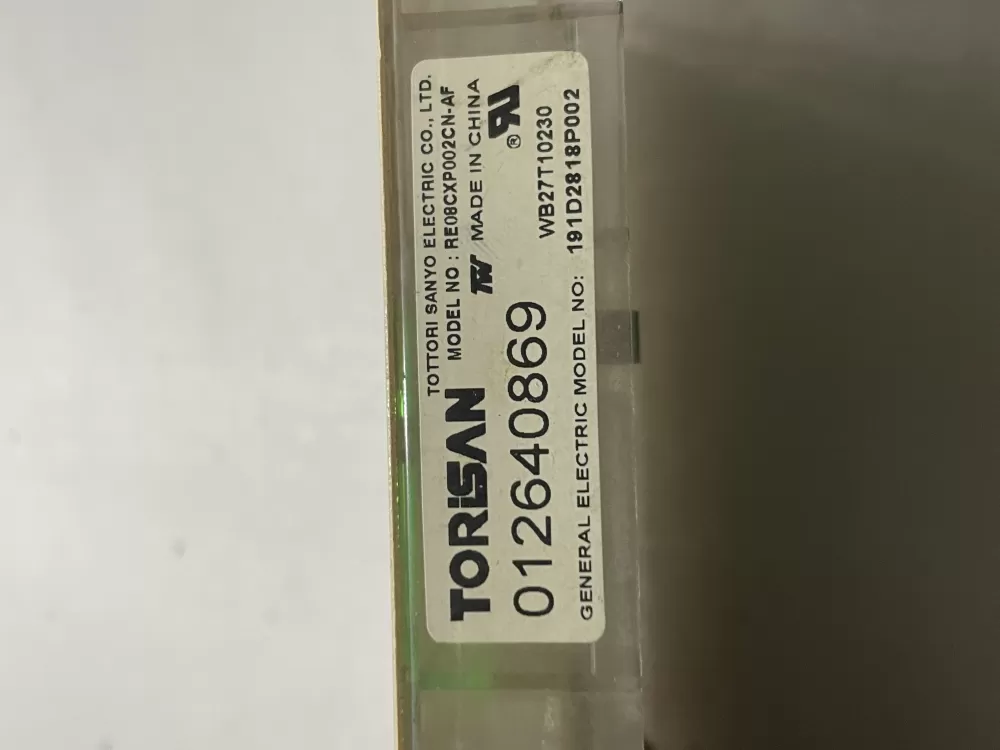 TOTTORI SANYO ELECTRIC CO., LTD.
TORiSAN MODEL NO : RE08CXP002CN-AF
MADE IN CHINA
012640869 ®
WB27T10230
GENERAL ELECTRIC MODEL NO: 191D2818P002